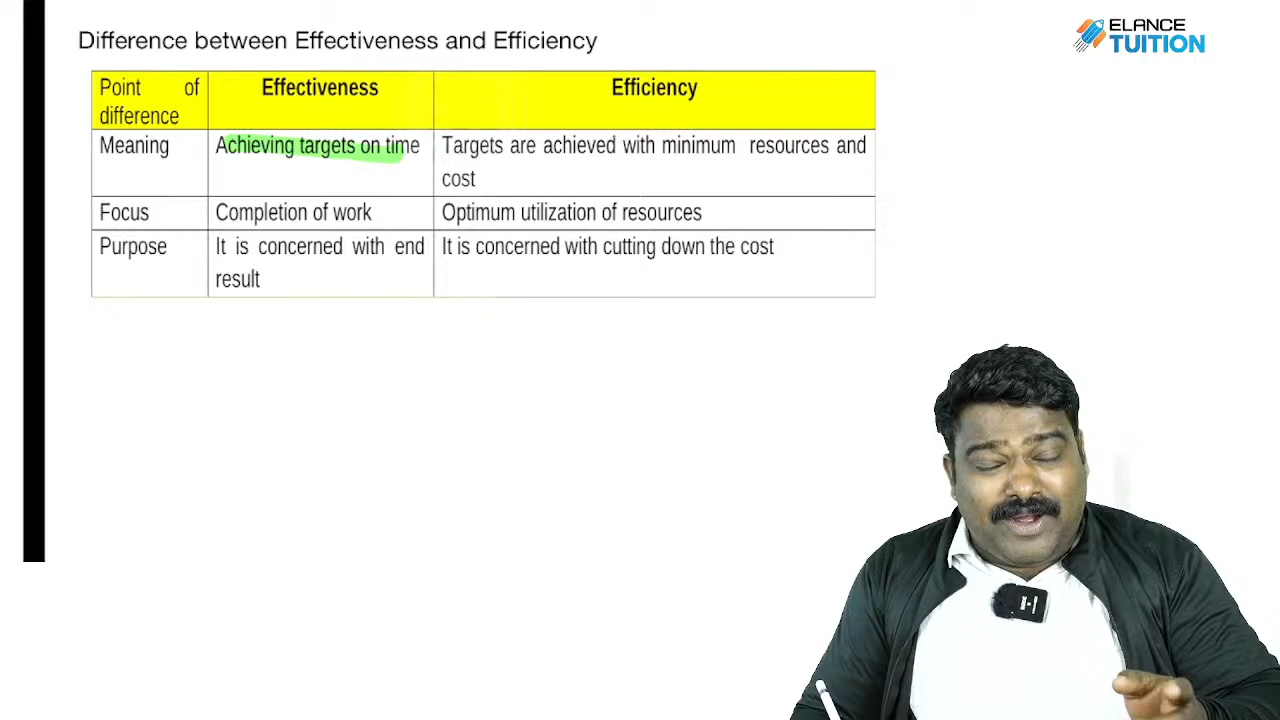 Difference between Effectiveness and Efficiency
ELANCE
TUITION
Point of
difference
Effectiveness
Efficiency
Meaning
Achieving targets on time
Targets are achieved with minimum resources and
cost
Focus
Completion of work
Optimum utilization of resources
Purpose
It is concerned with end
result
It is concerned with cutting down the cost